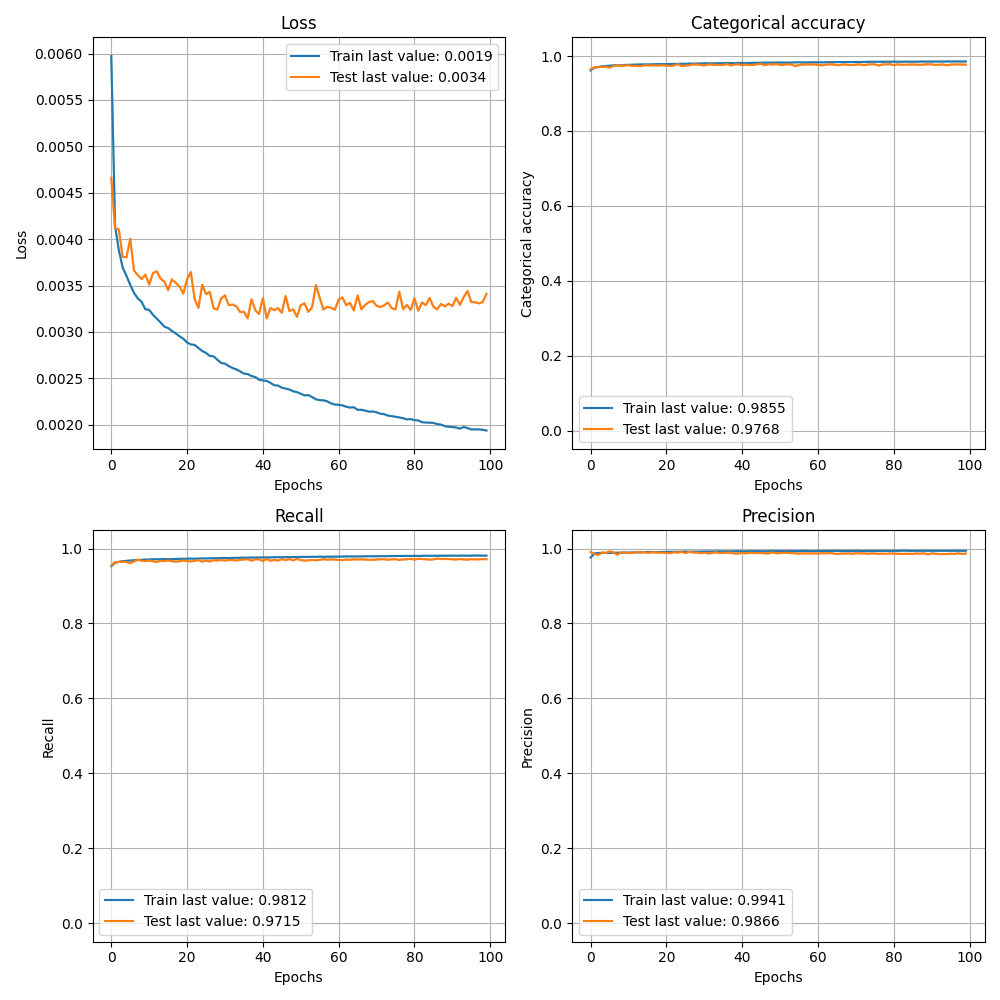 Loss
Train last value: 0.0019
Test last value: 0.0034
0.0060
0.0055
0.0050
0.0045
0.0040
0.0035
0.0030
0.0025
0.0020
Loss
0 20 40 60 80 100
Epochs
Categorical accuracy
1.0
0.8
0.6
0.4
0.2
0.0
Categorical accuracy
Train last value: 0.9855
Test last value: 0.9768
0 20 40 60 80 100
Epochs
Recall
1.0
0.8
0.6
0.4
0.2
0.0
Recall
Train last value: 0.9812
Test last value: 0.9715
0 20 40 60 80 100
Epochs
Precision
1.0
0.8
0.6
0.4
0.2
0.0
Precision
Train last value: 0.9941
Test last value: 0.9866
0 20 40 60 80 100
Epochs